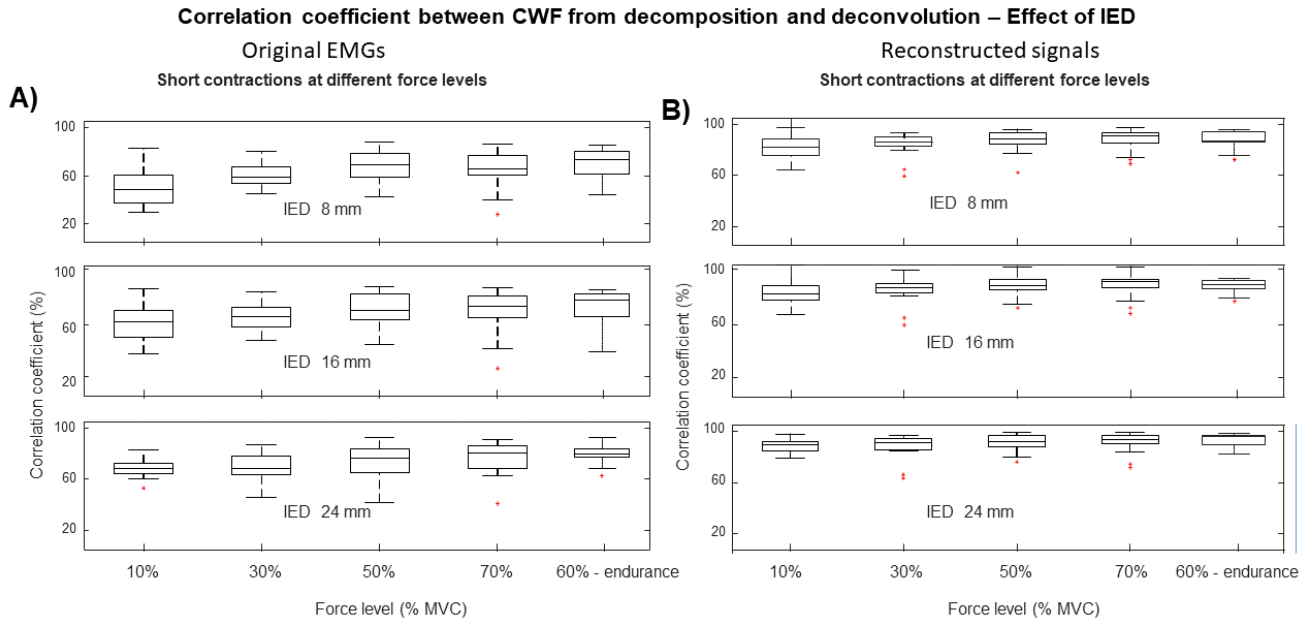 Correlation coefficient between CWF from decomposition and deconvolution – Effect of IED
Original EMGs
Short contractions at different force levels
A)
100
60
20
IED 8 mm
100
60
20
IED 16 mm
100
60
20
IED 24 mm
Correlation coefficient (%)
10% 30% 50% 70% 60% - endurance
Force level (% MVC)
Reconstructed signals
Short contractions at different force levels
B)
100
60
20
IED 8 mm
100
60
20
IED 16 mm
100
60
20
IED 24 mm
Correlation coefficient (%)
10% 30% 50% 70% 60% - endurance
Force level (% MVC)